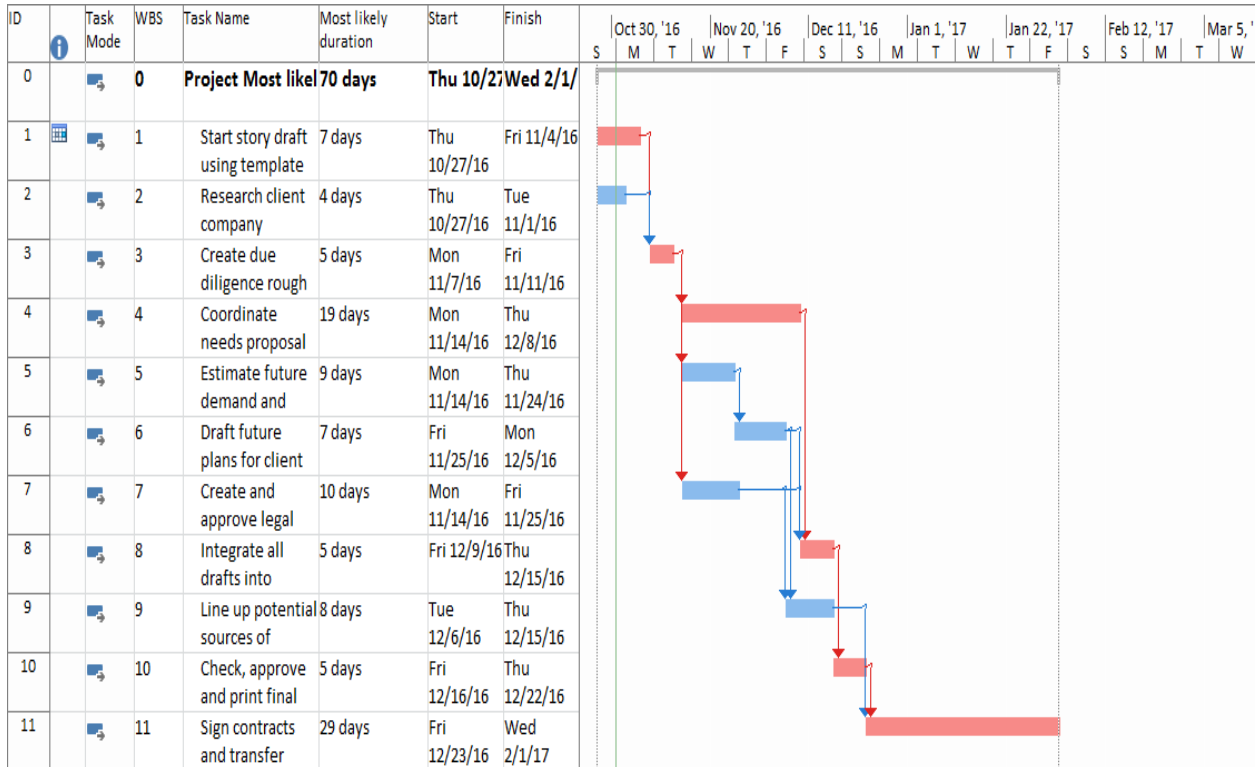 ID Task Mode WBS Task Name Most likely duration Start Finish
Oct 30, '16 Nov 20, '16 Dec 11, '16 Jan 1, '17 Jan 22, '17 Feb 12, '17 Mar 5, '
S M T W T F S S M T W T F S S M T W
0 0 Project Most likel 70 days Thu 10/27 Wed 2/1/
1 1 Start story draft 7 days Thu Fri 11/4/16
using template 10/27/16
2 2 Research client 4 days Thu Tue
company 10/27/16 11/1/16
3 3 Create due 5 days Mon Fri
diligence rough 11/7/16 11/11/16
4 4 Coordinate 19 days Mon Thu
needs proposal 11/14/16 12/8/16
5 5 Estimate future 9 days Mon Thu
demand and 11/14/16 11/24/16
6 6 Draft future 7 days Fri Mon
plans for client 11/25/16 12/5/16
7 7 Create and 10 days Mon Fri
approve legal 11/14/16 11/25/16
8 8 Integrate all 5 days Fri 12/9/16 Thu
drafts into 12/15/16
9 9 Line up potential 8 days Tue Thu
sources of 12/6/16 12/15/16
10 10 Check, approve 5 days Fri Thu
and print final 12/16/16 12/22/16
11 11 Sign contracts 29 days Fri Wed
and transfer 12/23/16 2/1/17